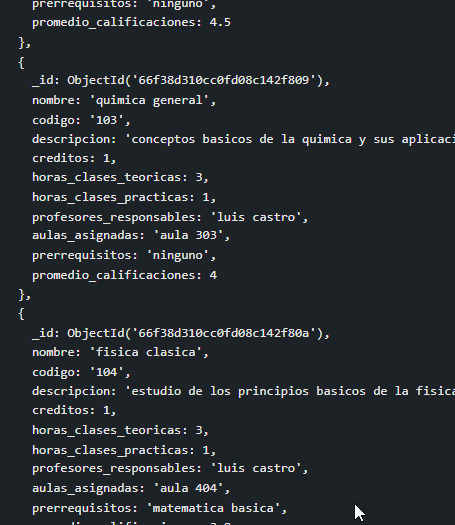 prerrequisitos: 'ninguno',
promedio_calificaciones: 4.5
},
{
_id: ObjectId('66f38d310cc0fd08c142f809'),
nombre: 'quimica general',
codigo: '103',
descripcion: 'conceptos basicos de la quimica y sus aplicaci
creditos: 1,
horas_clases_teoricas: 3,
horas_clases_practicas: 1,
profesores_responsables: 'luis castro',
aulas_asignadas: 'aula 303',
prerrequisitos: 'ninguno',
promedio_calificaciones: 4
},
{
_id: ObjectId('66f38d310cc0fd08c142f80a'),
nombre: 'fisica clasica',
codigo: '104',
descripcion: 'estudio de los principios basicos de la fisica
creditos: 1,
horas_clases_teoricas: 3,
horas_clases_practicas: 1,
profesores_responsables: 'luis castro',
aulas_asignadas: 'aula 404',
prerrequisitos: 'matematica basica',